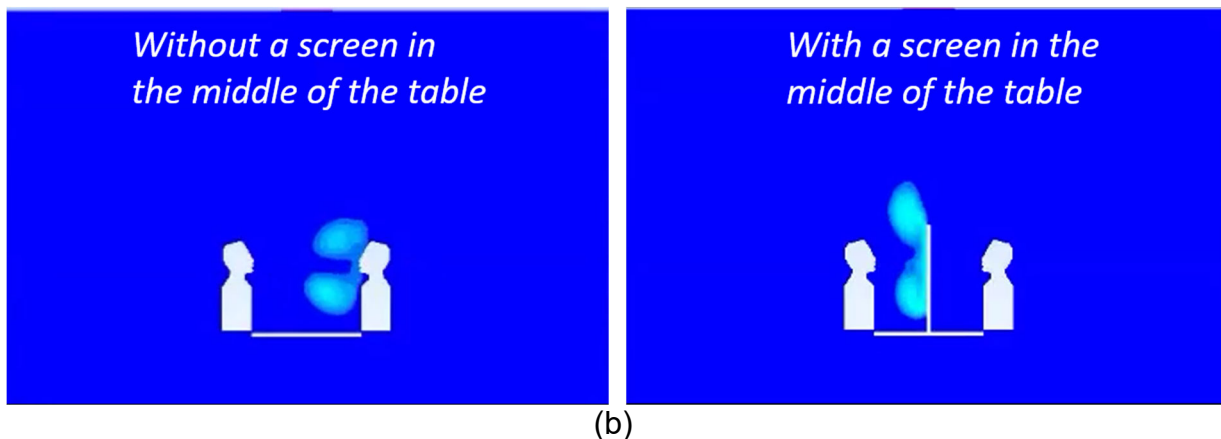 Without a screen in
the middle of the table
With a screen in the
middle of the table
(b)